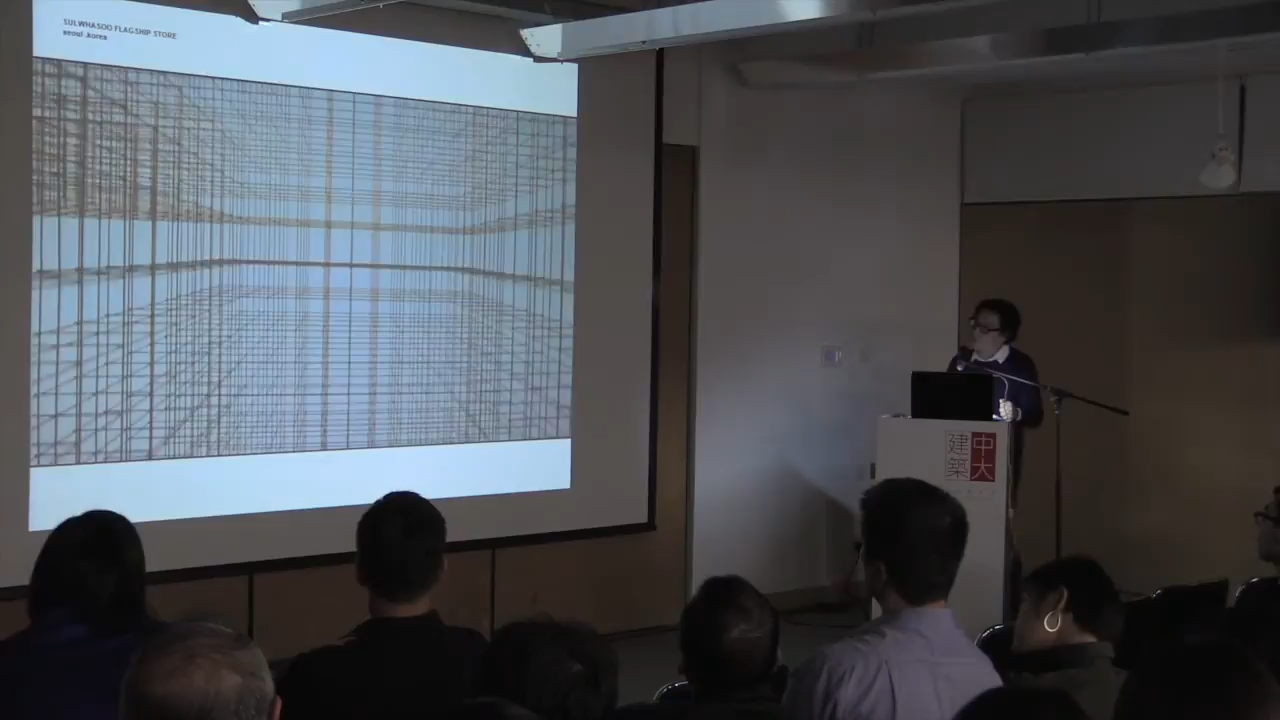 SULWHASOO FLAGSHIP STORE
seoul .korea
建 中
築 大